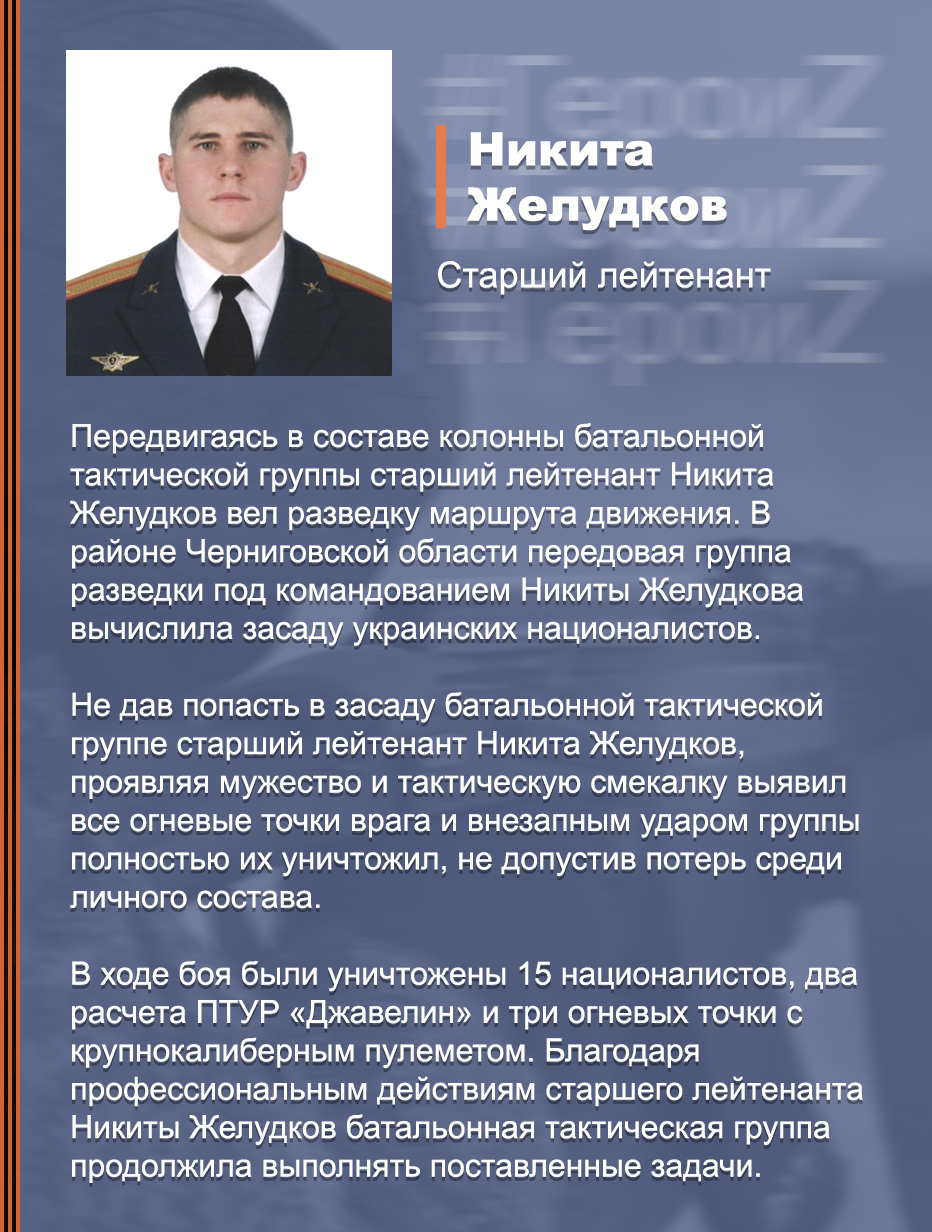 #ГероиZ
Никита
#ГероиZ
Желудков
Старший лейтенант
#ГероиZ
Передвигаясь в составе колонны батальонной
тактической группы старший лейтенант Никита
Желудков вел разведку маршрута движения. В
районе Черниговской области передовая группа
разведки под командованием Никиты Желудкова
вычислила засаду украинских националистов.
Не дав попасть в засаду батальонной тактической
группе старший лейтенант Никита Желудков,
проявляя мужество и тактическую смекалку выявил
все огневые точки врага и внезапным ударом группы
полностью их уничтожил, не допустив потерь среди
личного состава.
В ходе боя были уничтожены 15 националистов, два
расчета ПТУР «Джавелин» и три огневых точки с
крупнокалиберным пулеметом. Благодаря
профессиональным действиям старшего лейтенанта
Никиты Желудков батальонная тактическая группа
продолжила выполнять поставленные задачи.